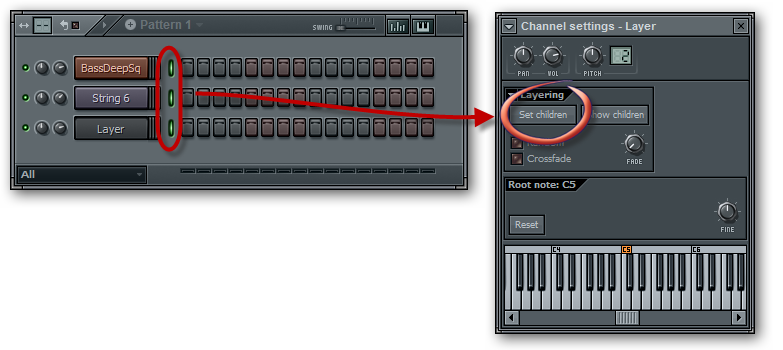 Pattern 1
SWING
BassDeepSq
String 6
Layer
All
Channel settings - Layer
PAN
VOL
PITCH
2
Layering
Set children
Show children
Crossfade
FADE
Root note: C5
Reset
FINE
C4
C5
C6